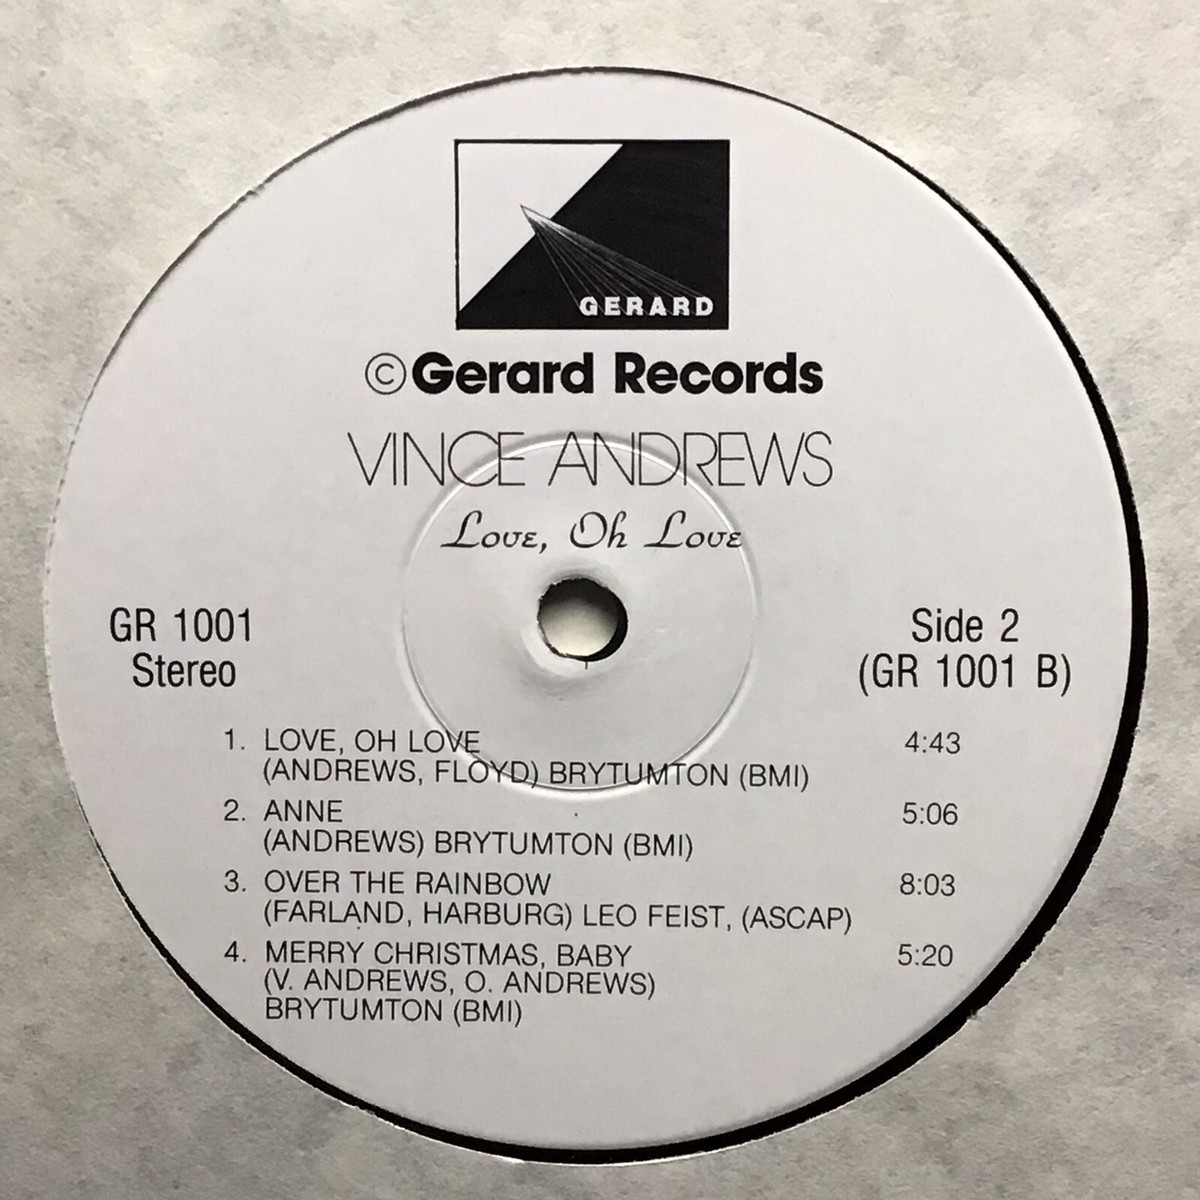 GERARD
©Gerard Records
VINCE ANDREWS
Love, Oh Love
GR 1001
Stereo
Side 2
(GR 1001 B)
1. LOVE, OH LOVE 4:43
(ANDREWS, FLOYD) BRYTUMTON (BMI)
2. ANNE 5:06
(ANDREWS) BRYTUMTON (BMI)
3. OVER THE RAINBOW 8:03
(FARLAND, HARBURG) LEO FEIST, (ASCAP)
4. MERRY CHRISTMAS, BABY 5:20
(V. ANDREWS, O. ANDREWS)
BRYTUMTON (BMI)